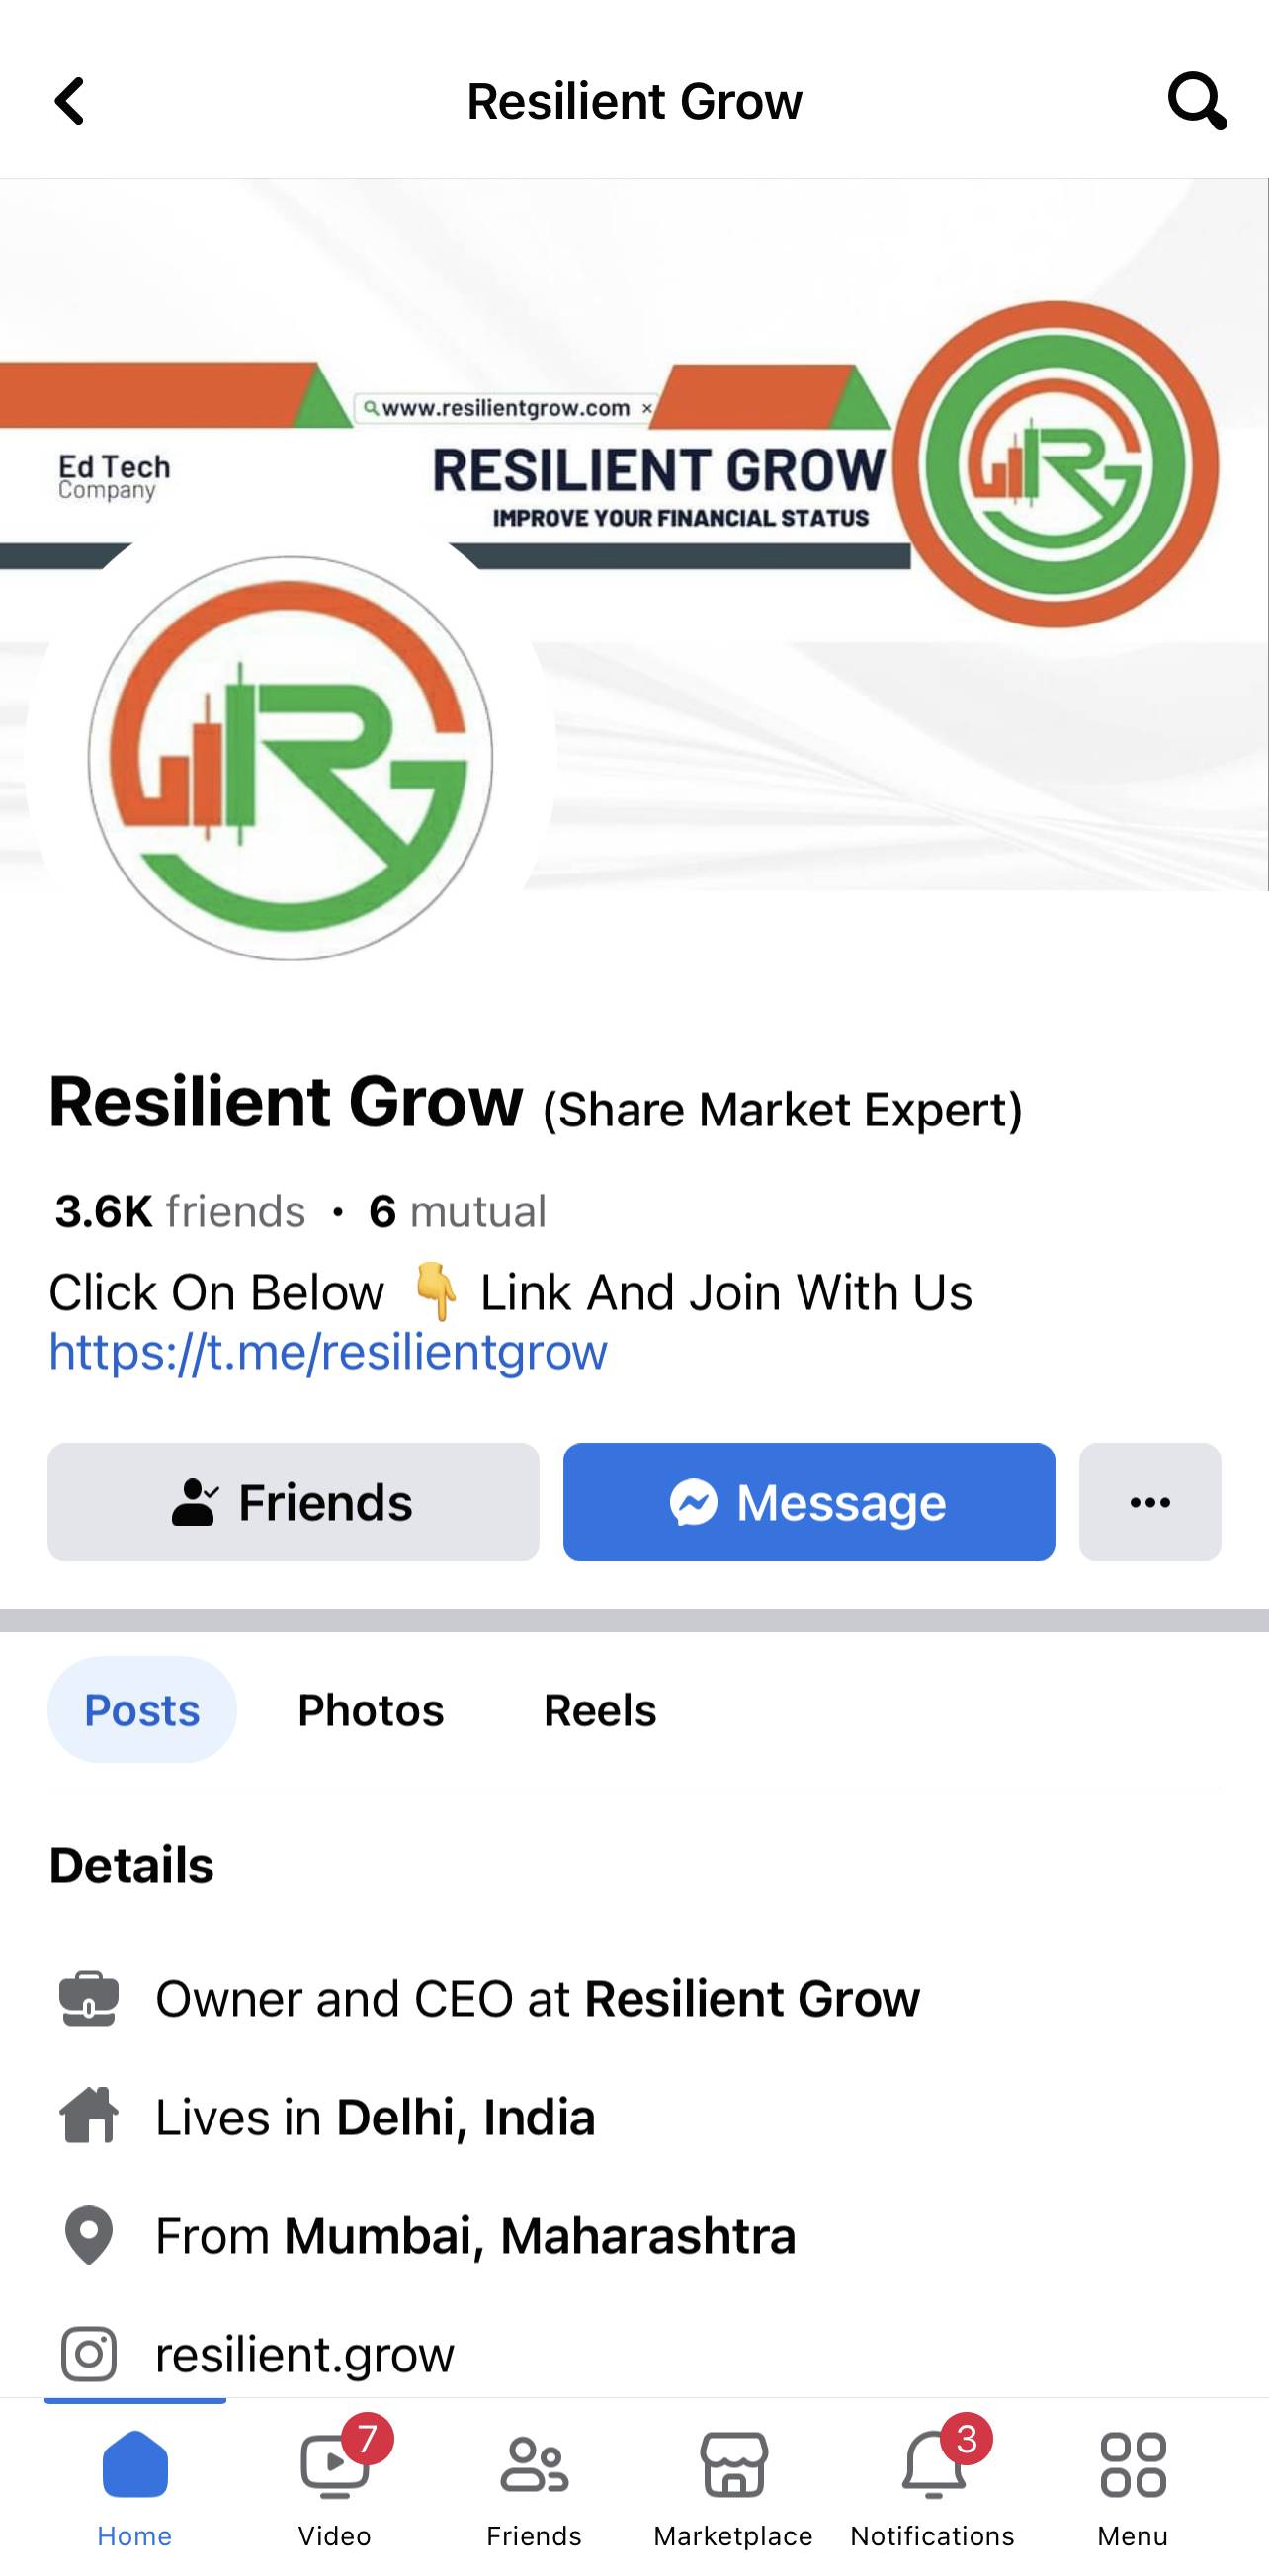 Resilient Grow
www.resilientgrow.com ×
Ed Tech
Company
RESILIENT GROW
IMPROVE YOUR FINANCIAL STATUS
RG
RG
Resilient Grow (Share Market Expert)
3.6K friends · 6 mutual
Click On Below 👇 Link And Join With Us
https://t.me/resilientgrow
Friends
Message
Posts
Photos
Reels
Details
Owner and CEO at Resilient Grow
Lives in Delhi, India
From Mumbai, Maharashtra
resilient.grow
7
3
Home
Video
Friends
Marketplace
Notifications
Menu